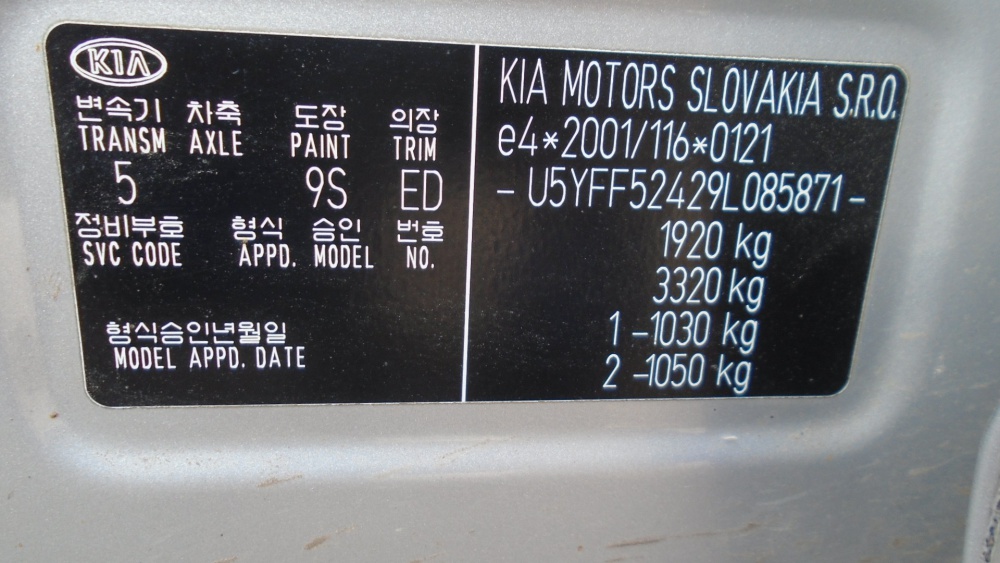 KIA
변속기 차축 도장 의장
TRANSM AXLE PAINT TRIM
5 9S ED
정비부호 형식 승인 번호
SVC CODE APPD. MODEL NO.
형식승인년월일
MODEL APPD. DATE
KIA MOTORS SLOVAKIA S.R.O.
e4*2001/116*0121
- U5YFF52429L085871 -
1920 kg
3320 kg
1 -1030 kg
2 -1050 kg